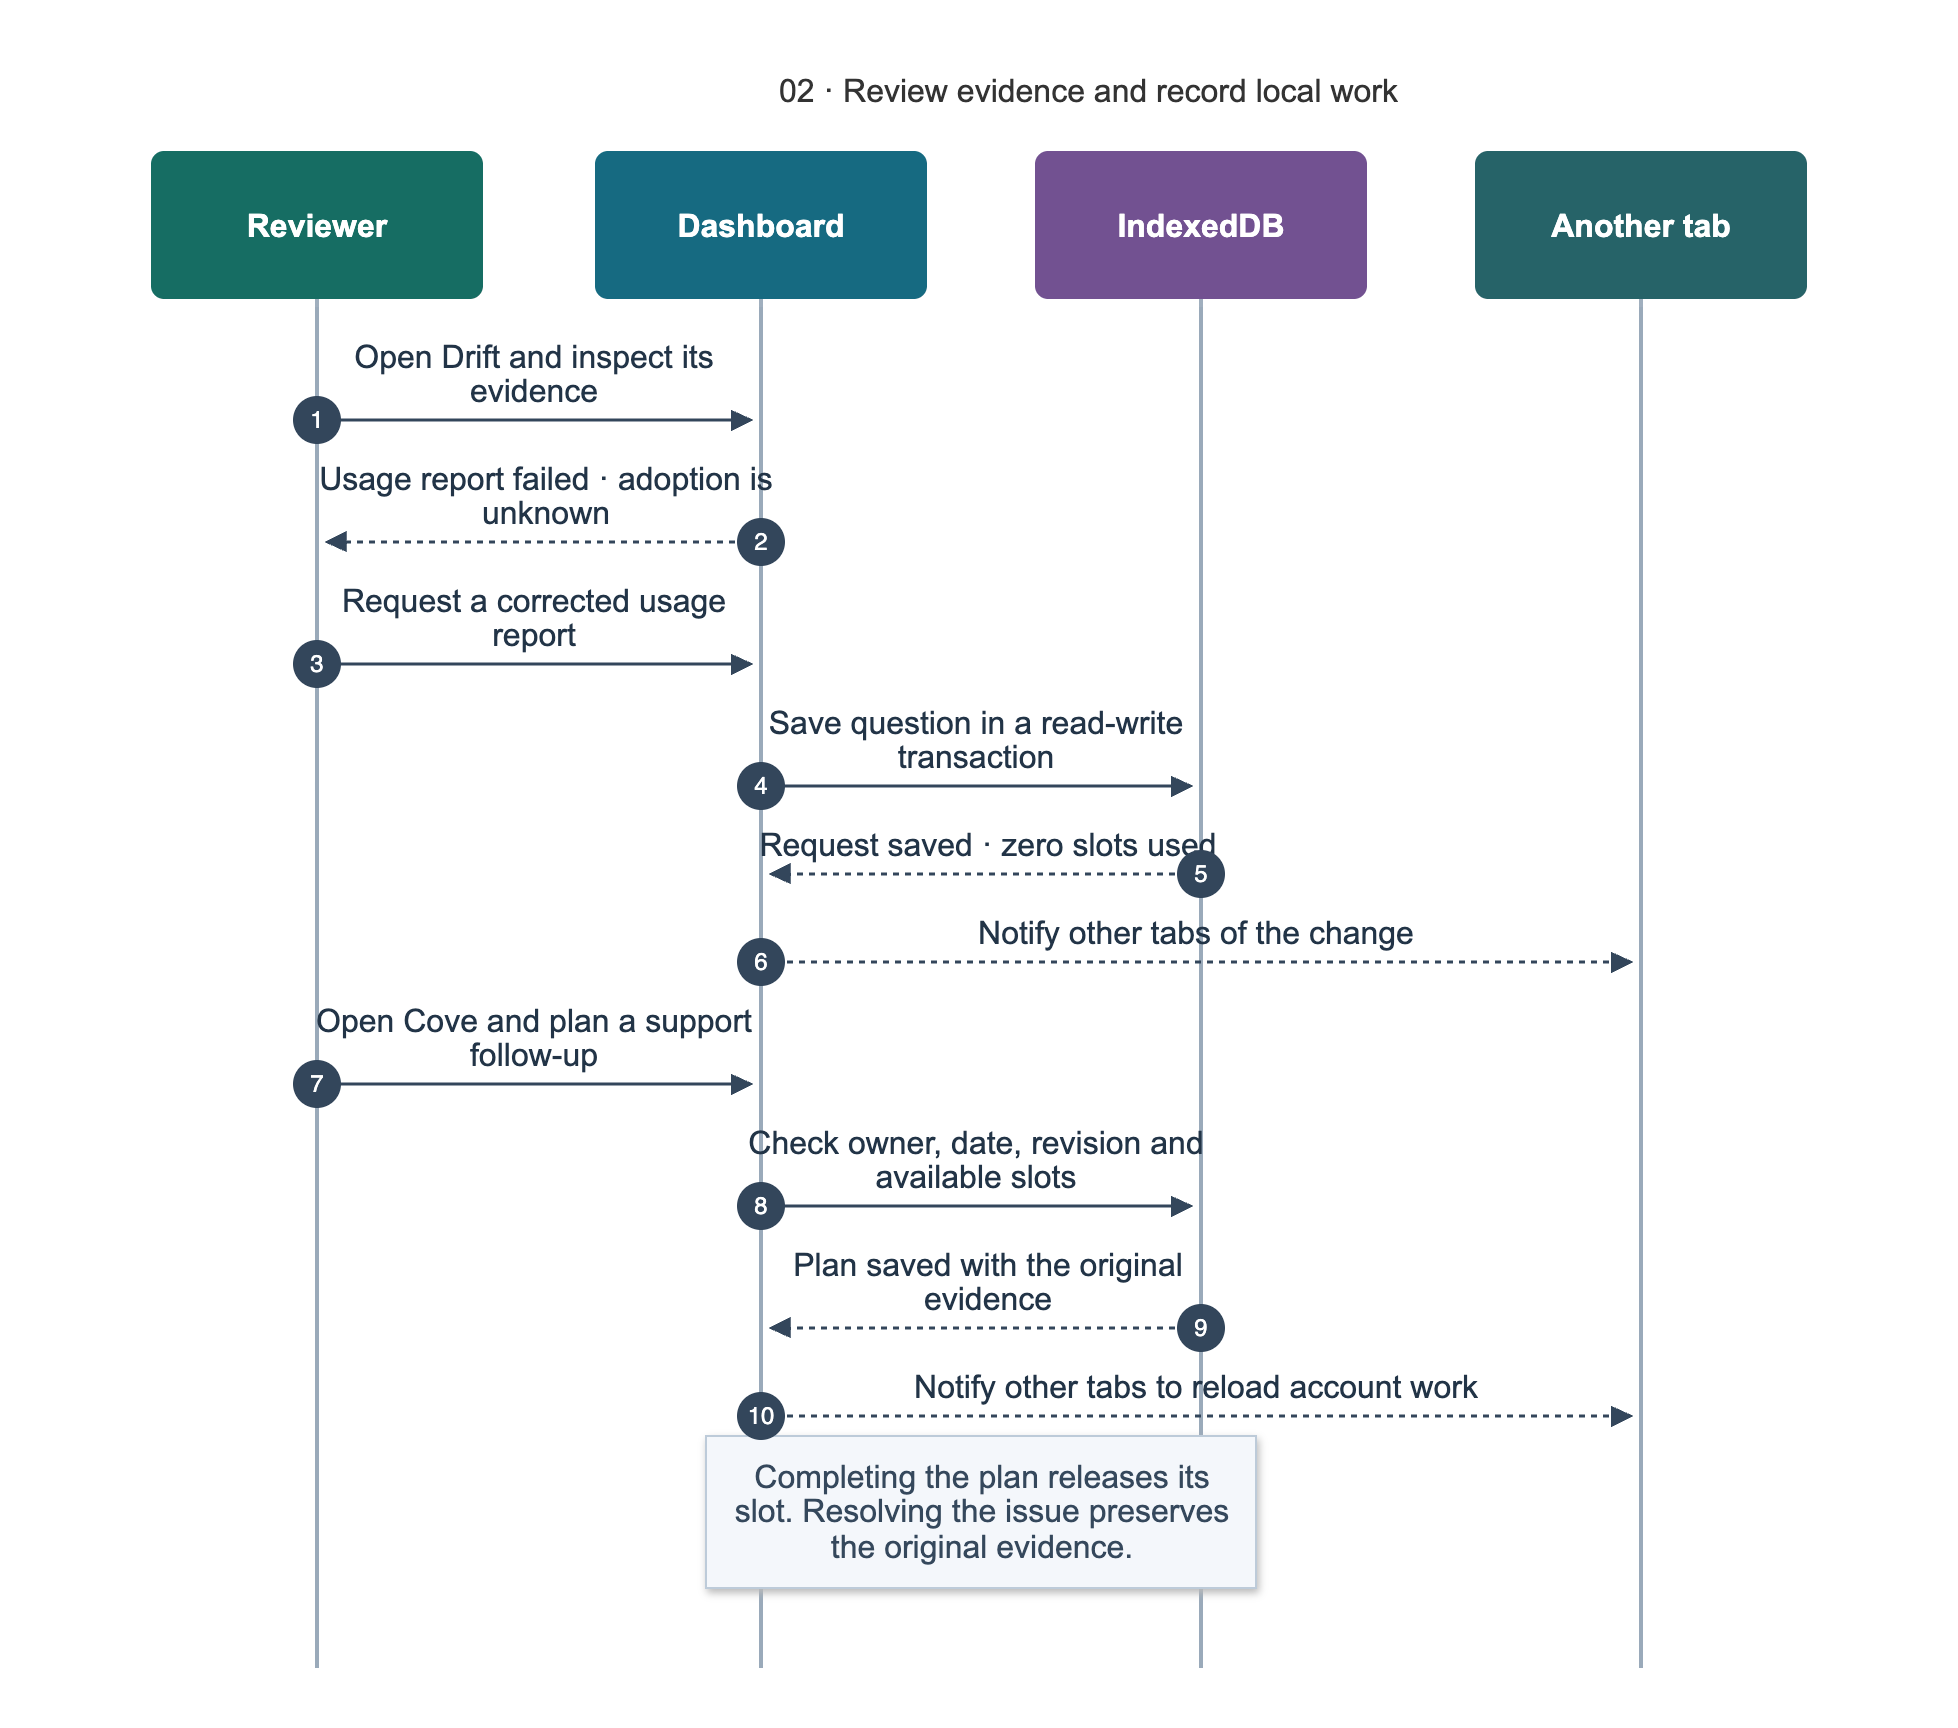 02 · Review evidence and record local work
Reviewer
Dashboard
IndexedDB
Another tab
Open Drift and inspect its
evidence
1
Usage report failed · adoption is
unknown
2
Request a corrected usage
report
3
Save question in a read-write
transaction
4
Request saved · zero slots used
5
Notify other tabs of the change
6
Open Cove and plan a support
follow-up
7
Check owner, date, revision and
available slots
8
Plan saved with the original
evidence
9
Notify other tabs to reload account work
10
Completing the plan releases its
slot. Resolving the issue preserves
the original evidence.